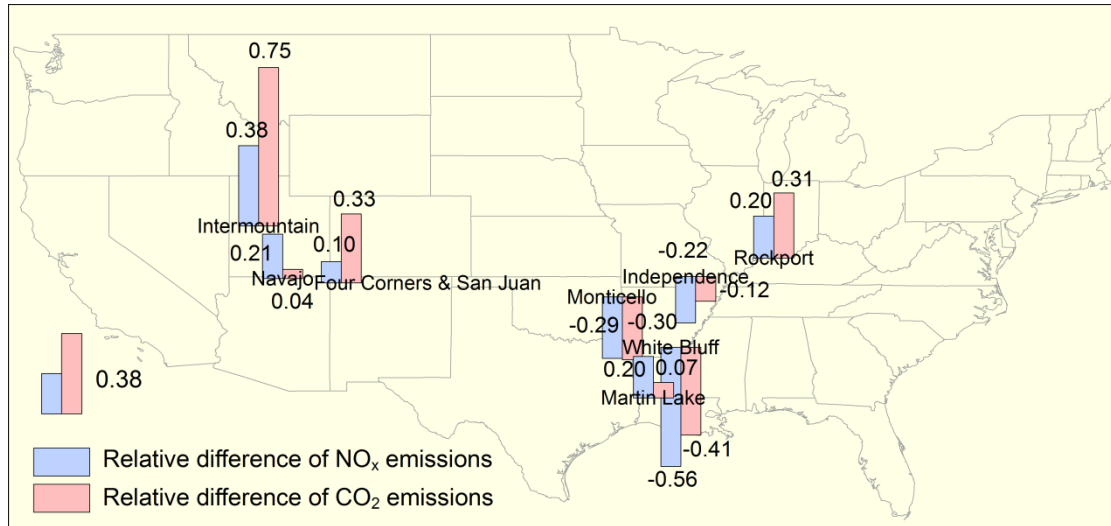 0.75
0.38
0.33
0.31
0.20
Intermountain
0.21
0.10
-0.22
Rockport
Navajo
Four Corners & San Juan
Independence
0.04
-0.12
Monticello
-0.29
-0.30
White Bluff
0.20
0.07
Martin Lake
0.38
-0.41
-0.56
Relative difference of NOₓ emissions
Relative difference of CO₂ emissions